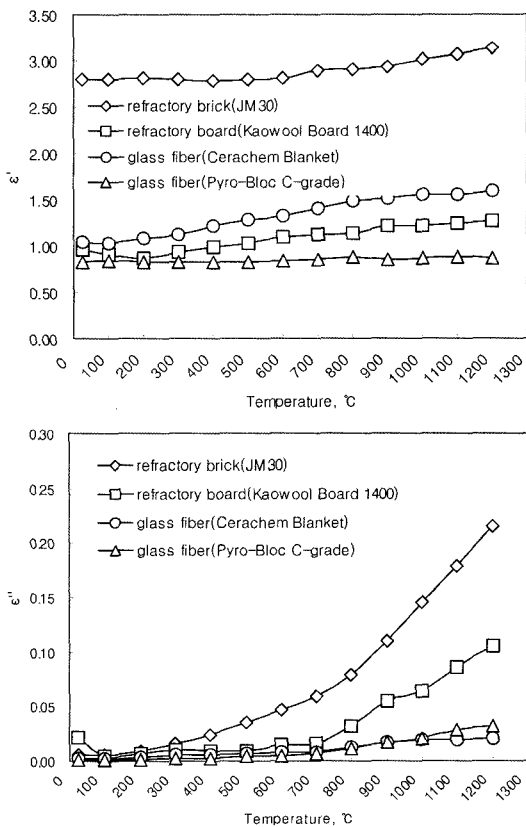 3.50
3.00
2.50
2.00
1.50
1.00
0.50
0.00
ε'
refractory brick(JM30)
refractory board(Kaowool Board 1400)
glass fiber(Cerachem Blanket)
glass fiber(Pyro-Bloc C-grade)
0 100 200 300 400 500 600 700 800 900 1000 1100 1200 1300
Temperature, ℃
0.30
0.25
0.20
0.15
0.10
0.05
0.00
ε"
refractory brick(JM30)
refractory board(Kaowool Board 1400)
glass fiber(Cerachem Blanket)
glass fiber(Pyro-Bloc C-grade)
0 100 200 300 400 500 600 700 800 900 1000 1100 1200 1300
Temperature, ℃